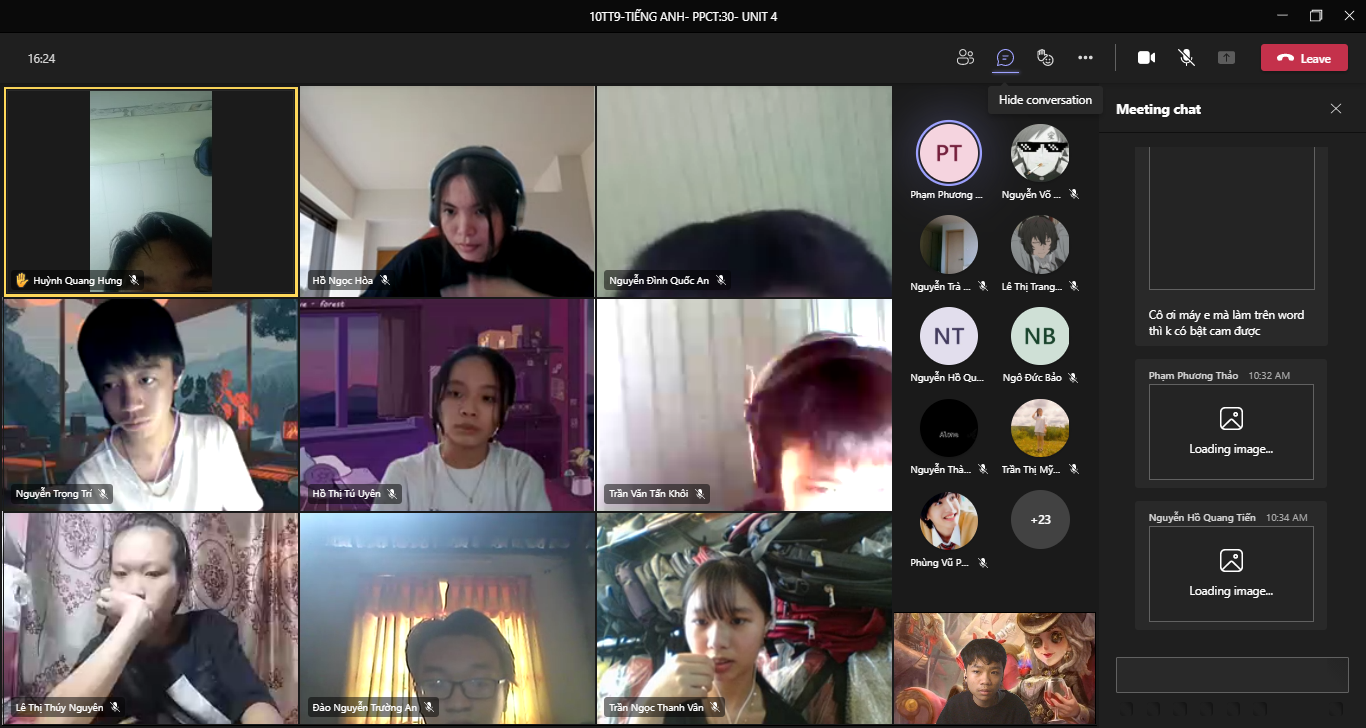 10TT9-TIẾNG ANH- PPCT:30- UNIT 4
16:24
Leave
Hide conversation
Meeting chat
Huỳnh Quang Hưng
Hồ Ngọc Hòa
Nguyễn Đình Quốc An
Nguyễn Trọng Trí
Hồ Thị Tú Uyên
Trần Văn Tấn Khôi
Lê Thị Thúy Nguyên
Đào Nguyễn Trường An
Trần Ngọc Thanh Vân
- forest
PT
Phạm Phương ...
Nguyễn Võ ...
Nguyễn Trà ...
Lê Thị Trang...
NT
NB
Nguyễn Hồ Qu...
Ngô Đức Bảo
Alone
Nguyễn Thà...
Trần Thị Mỹ...
+23
Phùng Vũ P...
Cô ơi máy e mà làm trên word
thì k có bật cam được
Phạm Phương Thảo 10:32 AM
Loading image...
Nguyễn Hồ Quang Tiến 10:34 AM
Loading image...